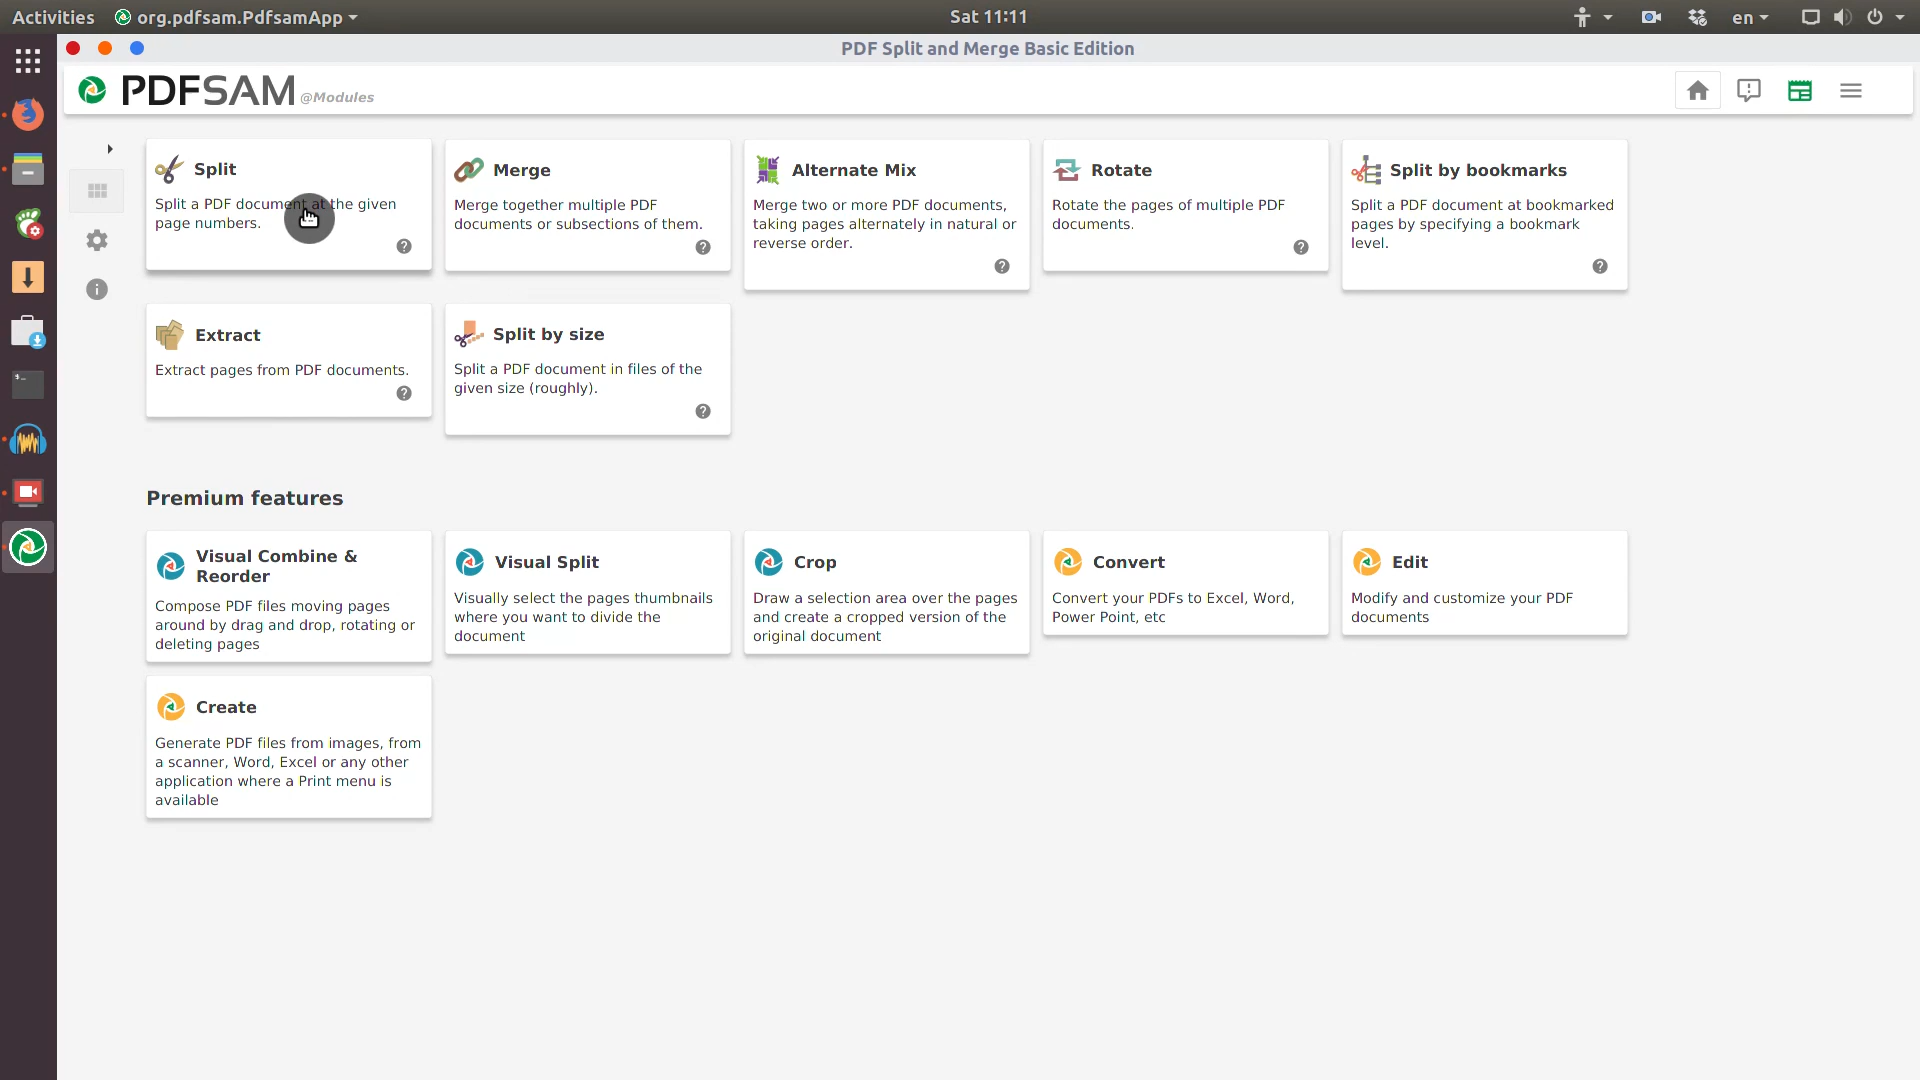 Activities org.pdfsam.PdfsamApp Sat 11:11 en
PDF Split and Merge Basic Edition
PDFSAM @Modules
Split
Split a PDF document at the given
page numbers.
Merge
Merge together multiple PDF
documents or subsections of them.
Alternate Mix
Merge two or more PDF documents,
taking pages alternately in natural or
reverse order.
Rotate
Rotate the pages of multiple PDF
documents.
Split by bookmarks
Split a PDF document at bookmarked
pages by specifying a bookmark
level.
Extract
Extract pages from PDF documents.
Split by size
Split a PDF document in files of the
given size (roughly).
Premium features
Visual Combine &
Reorder
Compose PDF files moving pages
around by drag and drop, rotating or
deleting pages
Visual Split
Visually select the pages thumbnails
where you want to divide the
document
Crop
Draw a selection area over the pages
and create a cropped version of the
original document
Convert
Convert your PDFs to Excel, Word,
Power Point, etc
Edit
Modify and customize your PDF
documents
Create
Generate PDF files from images, from
a scanner, Word, Excel or any other
application where a Print menu is
available